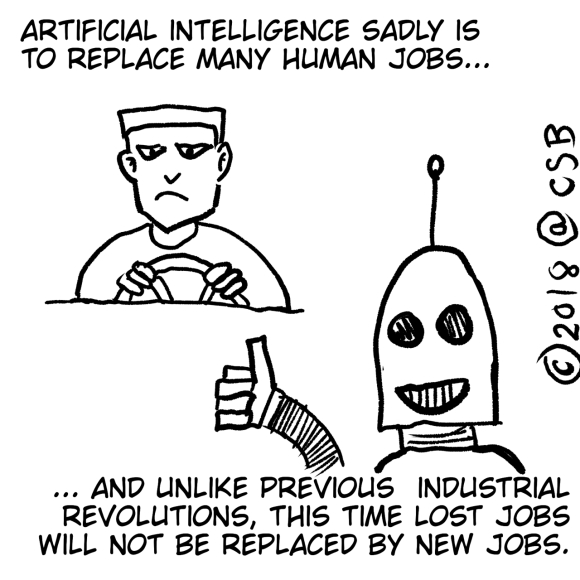 ARTIFICIAL INTELLIGENCE SADLY IS
TO REPLACE MANY HUMAN JOBS...
©2018 @ CSB
... AND UNLIKE PREVIOUS INDUSTRIAL
REVOLUTIONS, THIS TIME LOST JOBS
WILL NOT BE REPLACED BY NEW JOBS.